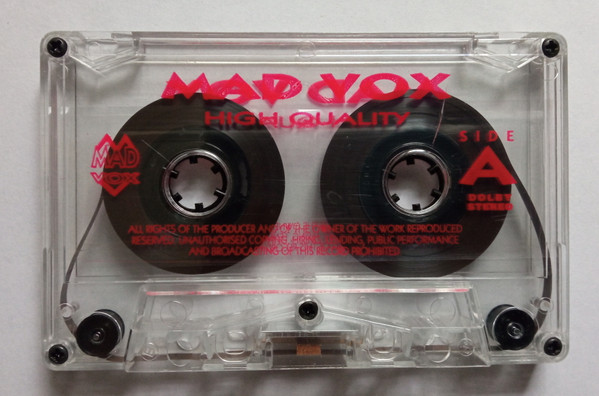 MAD VOX
HIGH QUALITY
SIDE
A
MAD
VOX
DOLBY
STEREO
ALL RIGHTS OF THE PRODUCER AND OF THE OWNER OF THE WORK REPRODUCED
RESERVED. UNAUTHORISED COPYING, HIRING, LENDING, PUBLIC PERFORMANCE
AND BROADCASTING OF THIS RECORD PROHIBITED